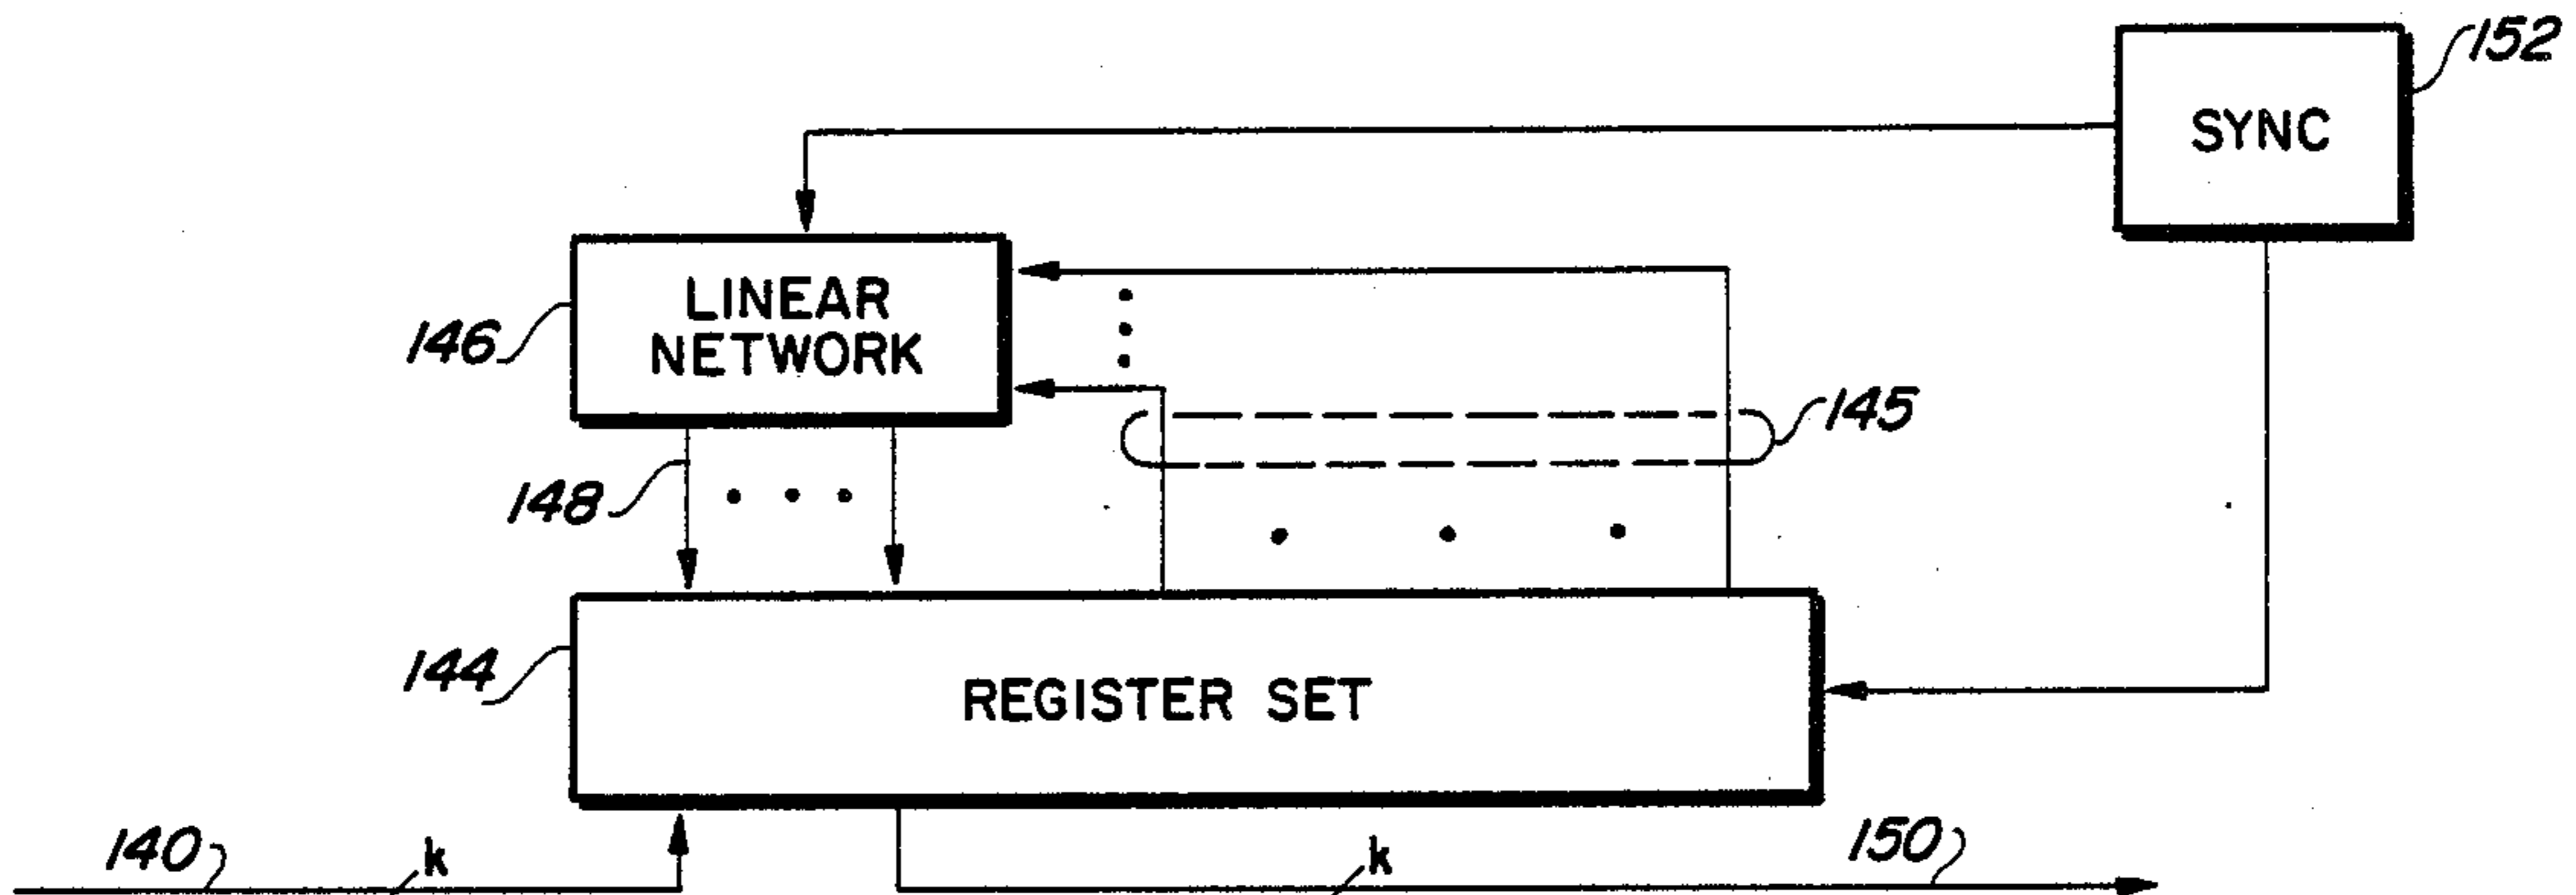 152
SYNC
LINEAR
NETWORK
146
145
148
144
REGISTER SET
140
k
k
150